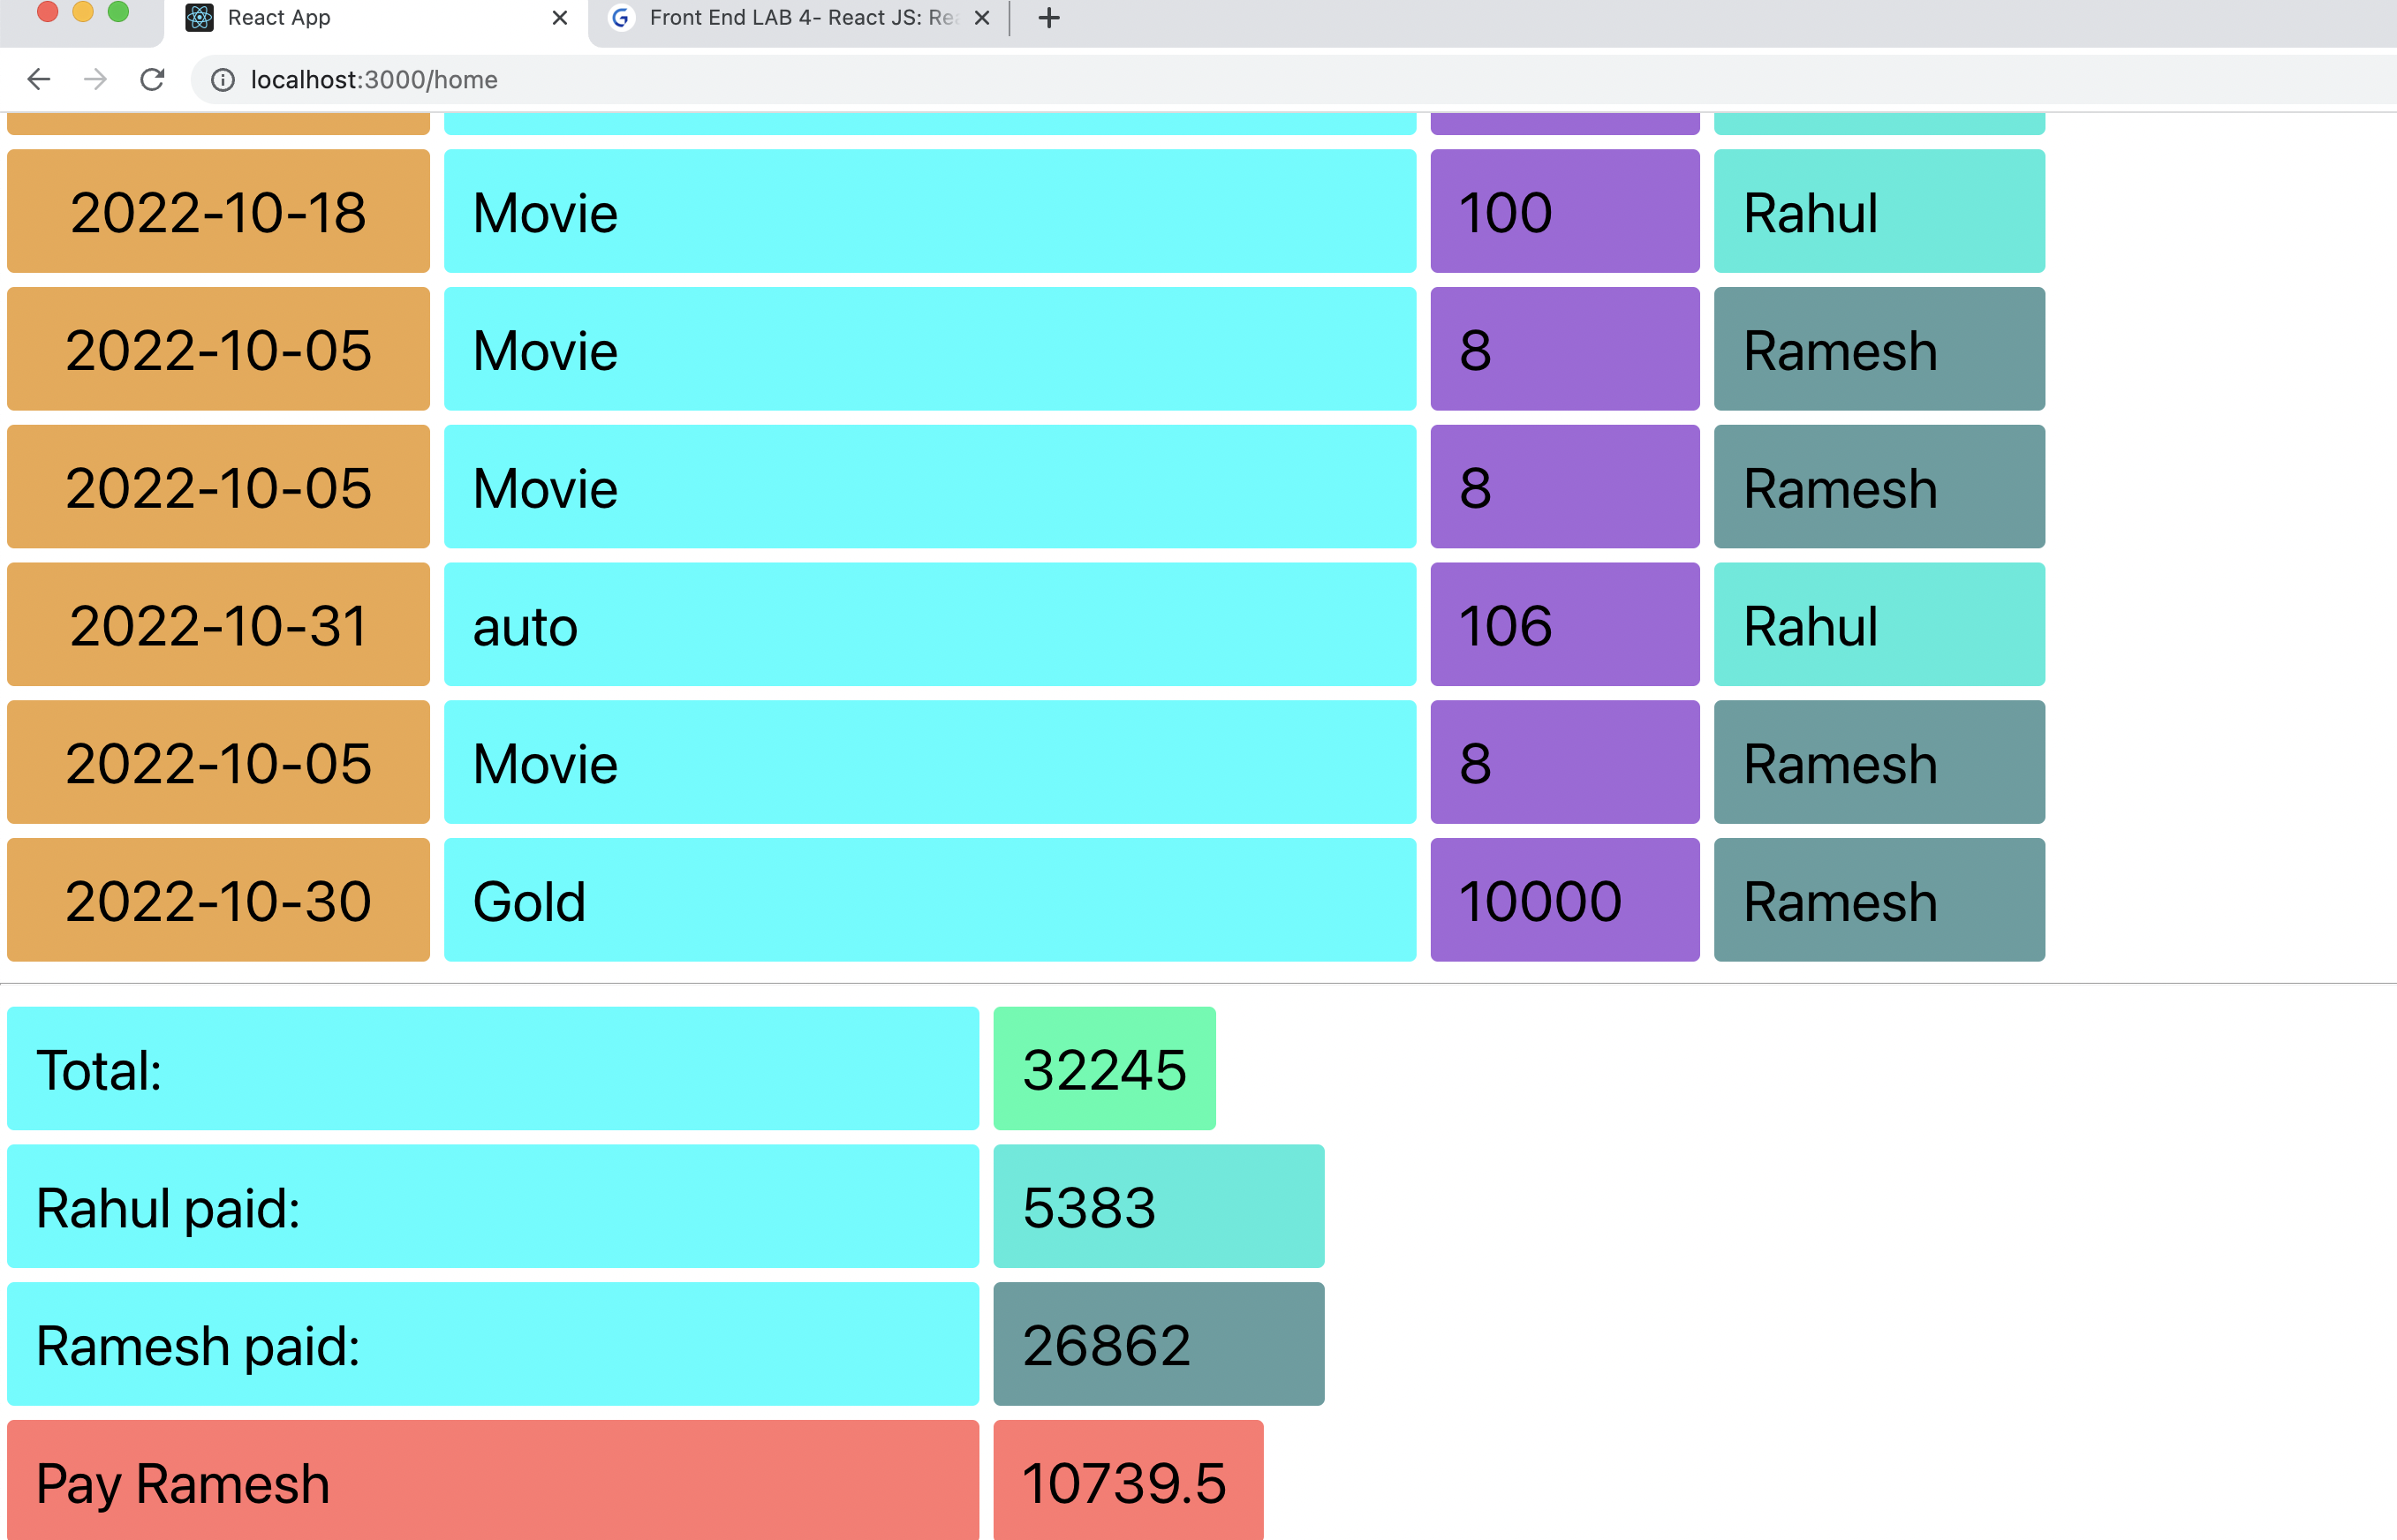 React App
Front End LAB 4- React JS: Rea
localhost:3000/home
2022-10-18 Movie 100 Rahul
2022-10-05 Movie 8 Ramesh
2022-10-05 Movie 8 Ramesh
2022-10-31 auto 106 Rahul
2022-10-05 Movie 8 Ramesh
2022-10-30 Gold 10000 Ramesh
Total: 32245
Rahul paid: 5383
Ramesh paid: 26862
Pay Ramesh 10739.5